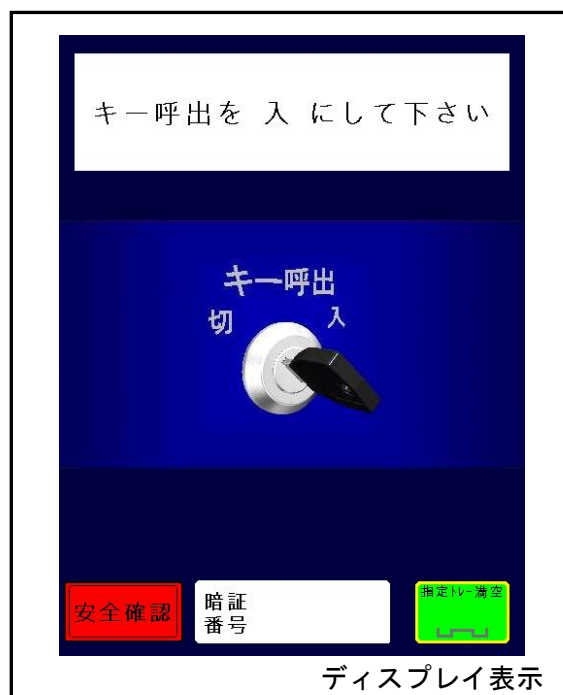 キー呼出を 入 にして下さい
キー呼出
切 入
安全確認
暗証
番号
指定トレー満空
ディスプレイ表示